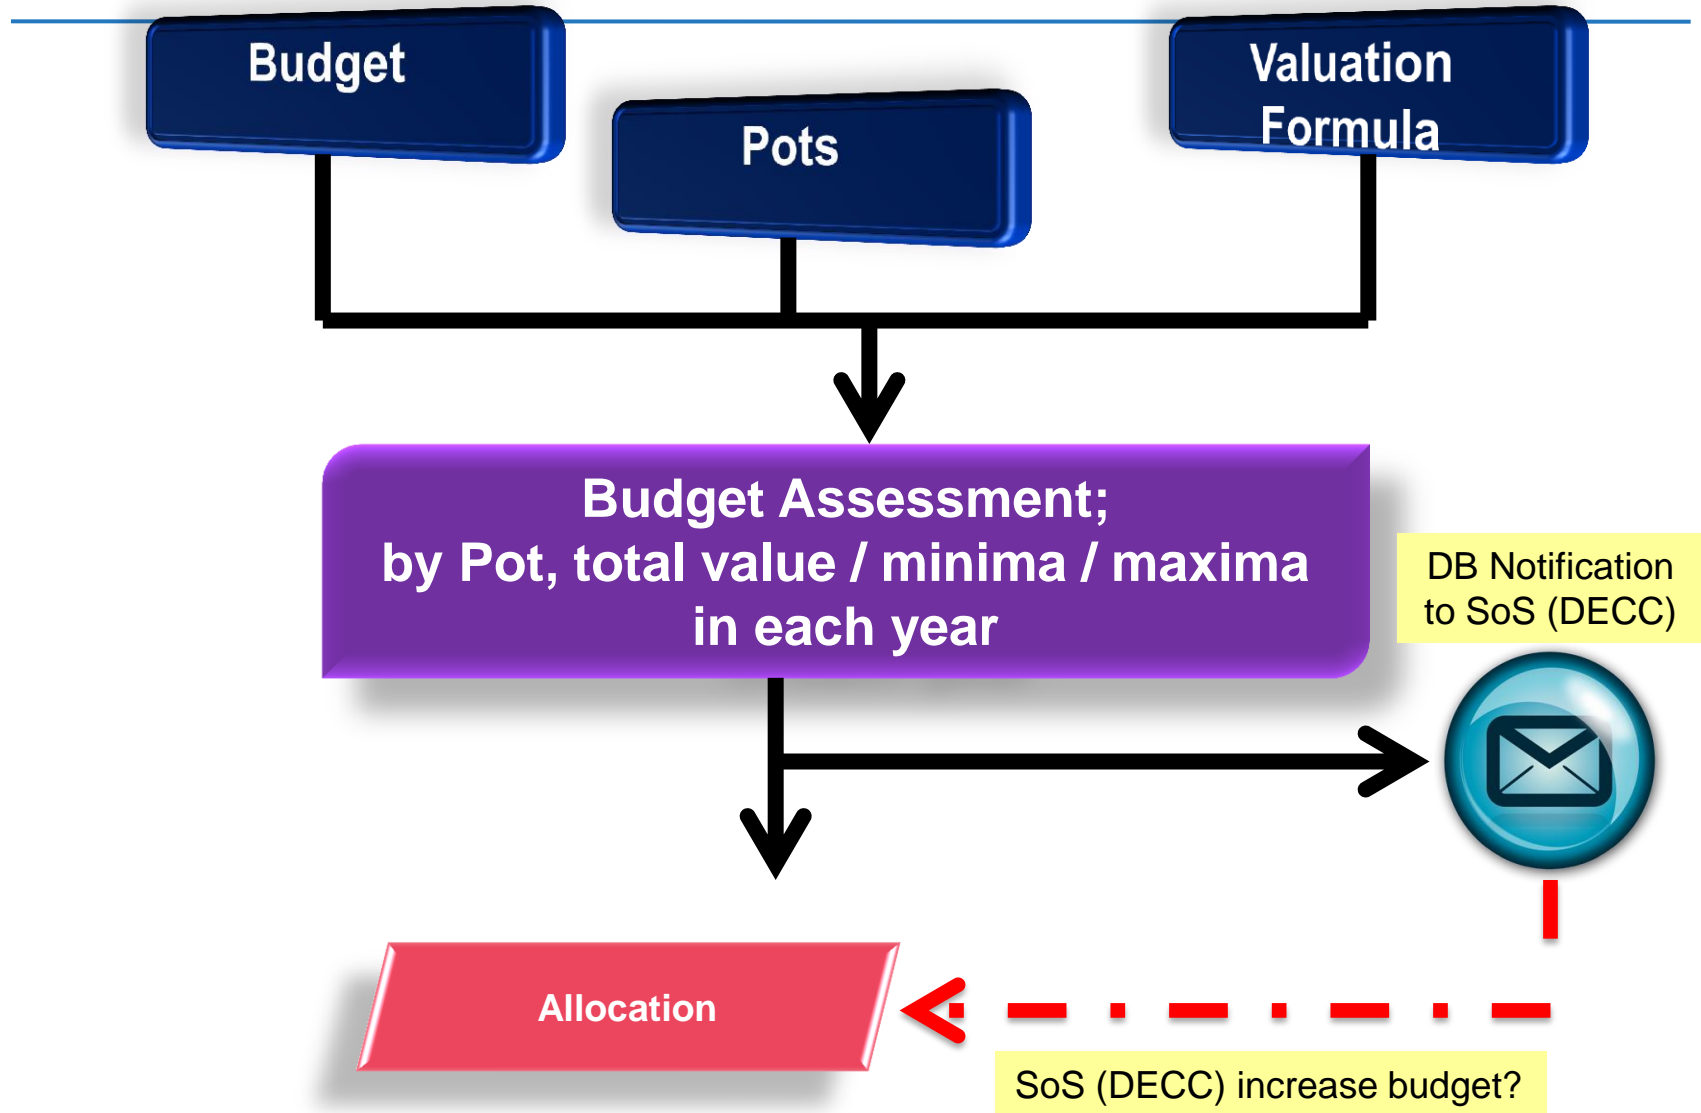 Budget
Pots
Valuation
Formula
Budget Assessment;
by Pot, total value / minima / maxima
in each year
DB Notification
to SoS (DECC)
Allocation
SoS (DECC) increase budget?